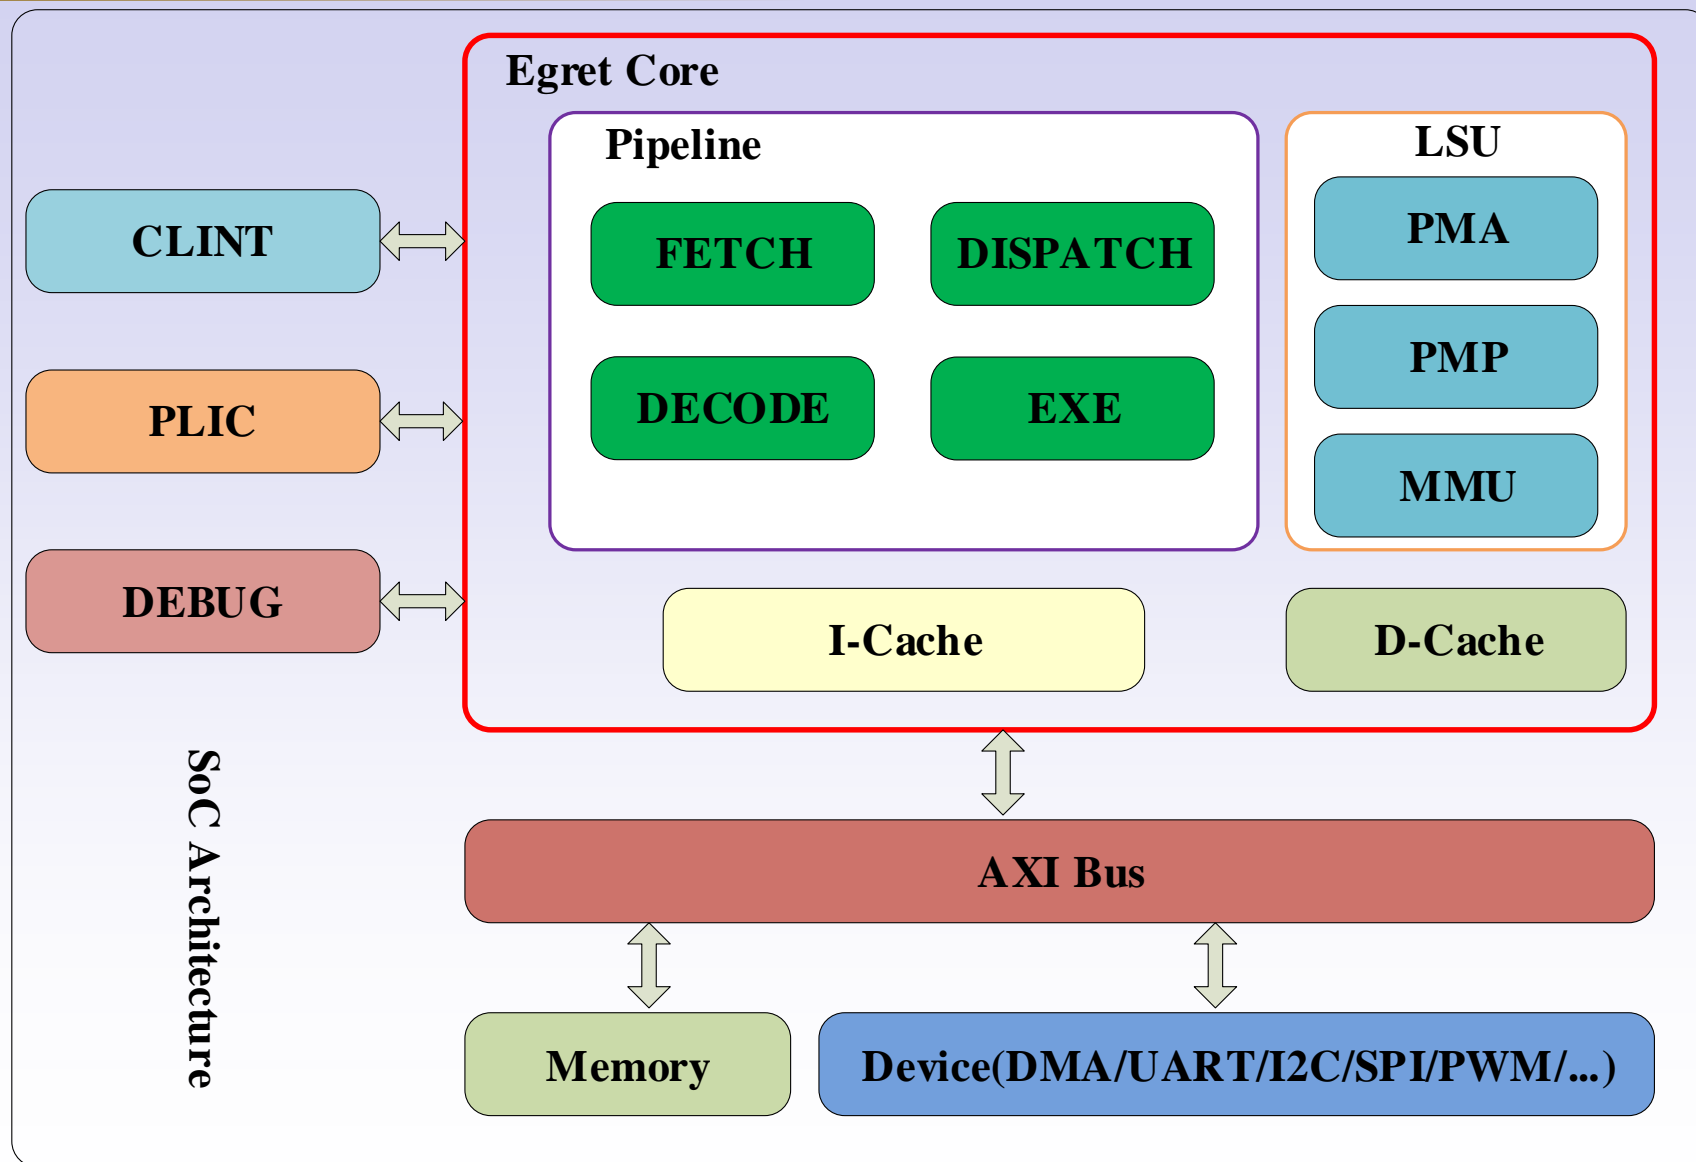 Egret Core
Pipeline
FETCH
DISPATCH
DECODE
EXE
LSU
PMA
PMP
MMU
I-Cache
D-Cache
CLINT
PLIC
DEBUG
SoC Architecture
AXI Bus
Memory
Device(DMA/UART/I2C/SPI/PWM/...)